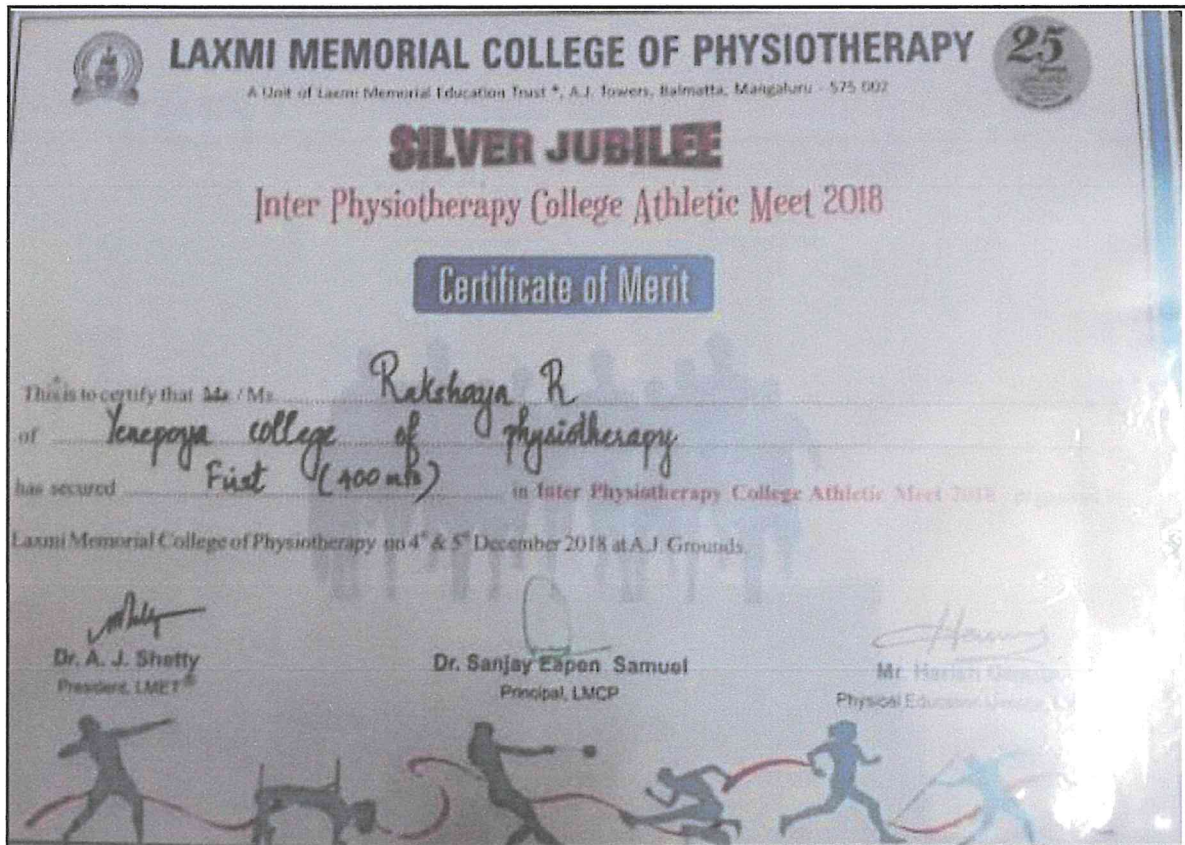 LAXMI MEMORIAL COLLEGE OF PHYSIOTHERAPY
25
A Unit of Laxmi Memorial Education Trust ®, A.J. Towers, Balmatta, Mangaluru - 575 002
SILVER JUBILEE
Inter Physiotherapy College Athletic Meet 2018
Certificate of Merit
This is to certify that Mr. / Ms. Rakshaya R
of Yenepoya college of physiotherapy
has secured First (400 mts) in Inter Physiotherapy College Athletic Meet 2018
Laxmi Memorial College of Physiotherapy on 4th & 5th December 2018 at A.J. Grounds.
Dr. A. J. Shetty
President, LMET ®
Dr. Sanjay Eapen Samuel
Principal, LMCP
Mr. Harish
Physical Education